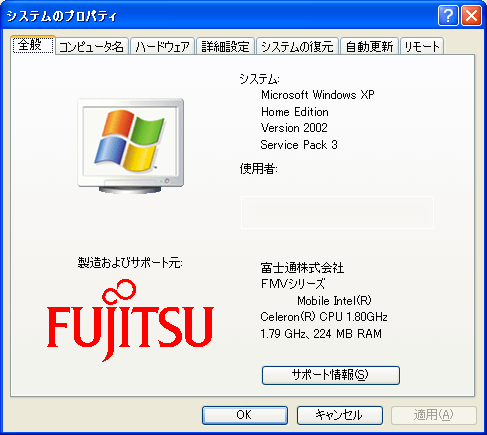 システムのプロパティ
全般 コンピュータ名 ハードウェア 詳細設定 システムの復元 自動更新 リモート
システム:
Microsoft Windows XP
Home Edition
Version 2002
Service Pack 3
使用者:
製造およびサポート元:
FUJITSU
富士通株式会社
FMVシリーズ
Mobile Intel(R)
Celeron(R) CPU 1.80GHz
1.79 GHz、224 MB RAM
サポート情報(S)
OK キャンセル 適用(A)